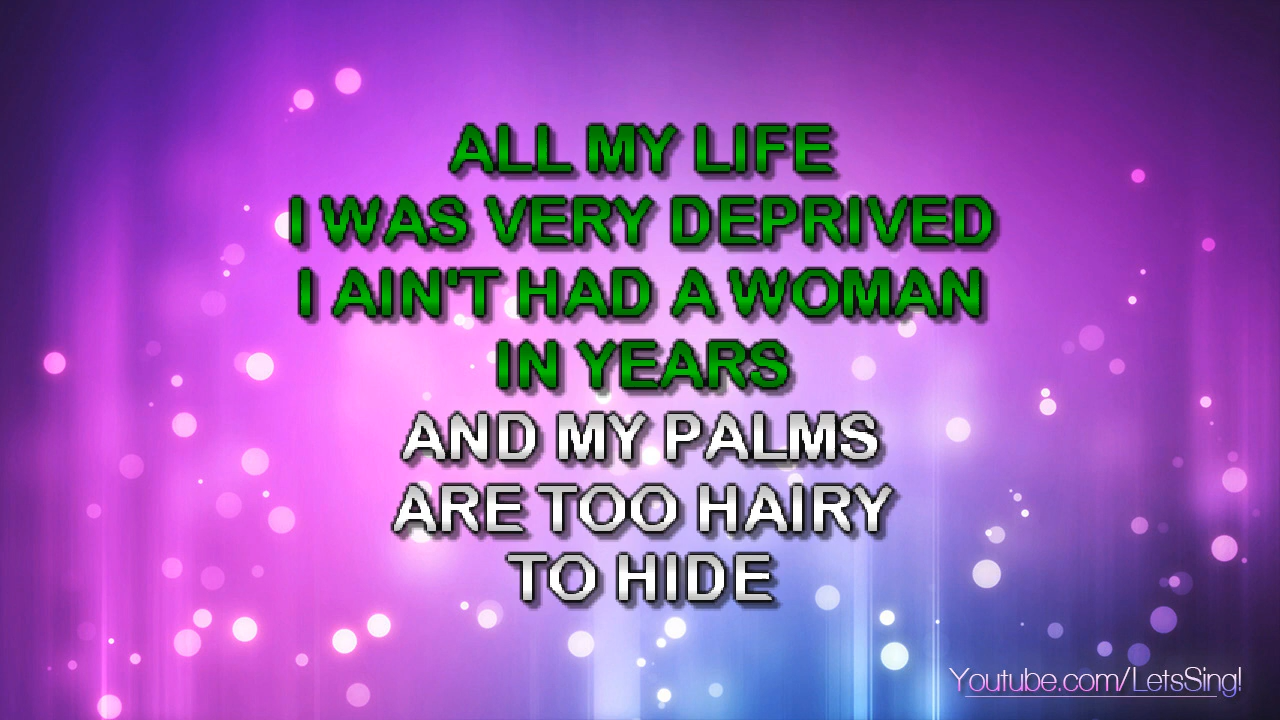 ALL MY LIFE
I WAS VERY DEPRIVED
I AIN'T HAD A WOMAN
IN YEARS
AND MY PALMS
ARE TOO HAIRY
TO HIDE
Youtube.com/LetsSing!